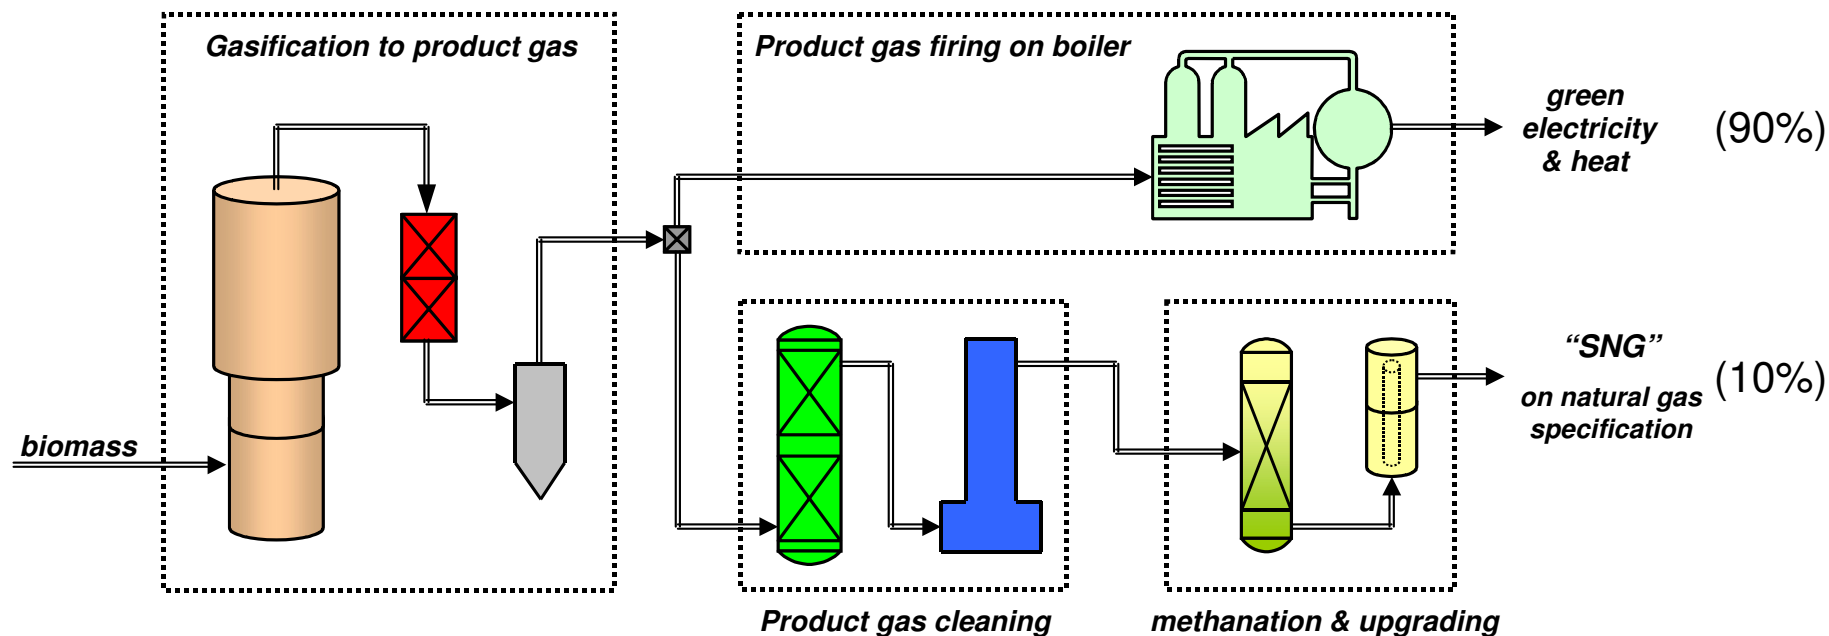 Gasification to product gas
Product gas firing on boiler
green
electricity
& heat
(90%)
biomass
“SNG”
on natural gas
specification
(10%)
Product gas cleaning
methanation & upgrading